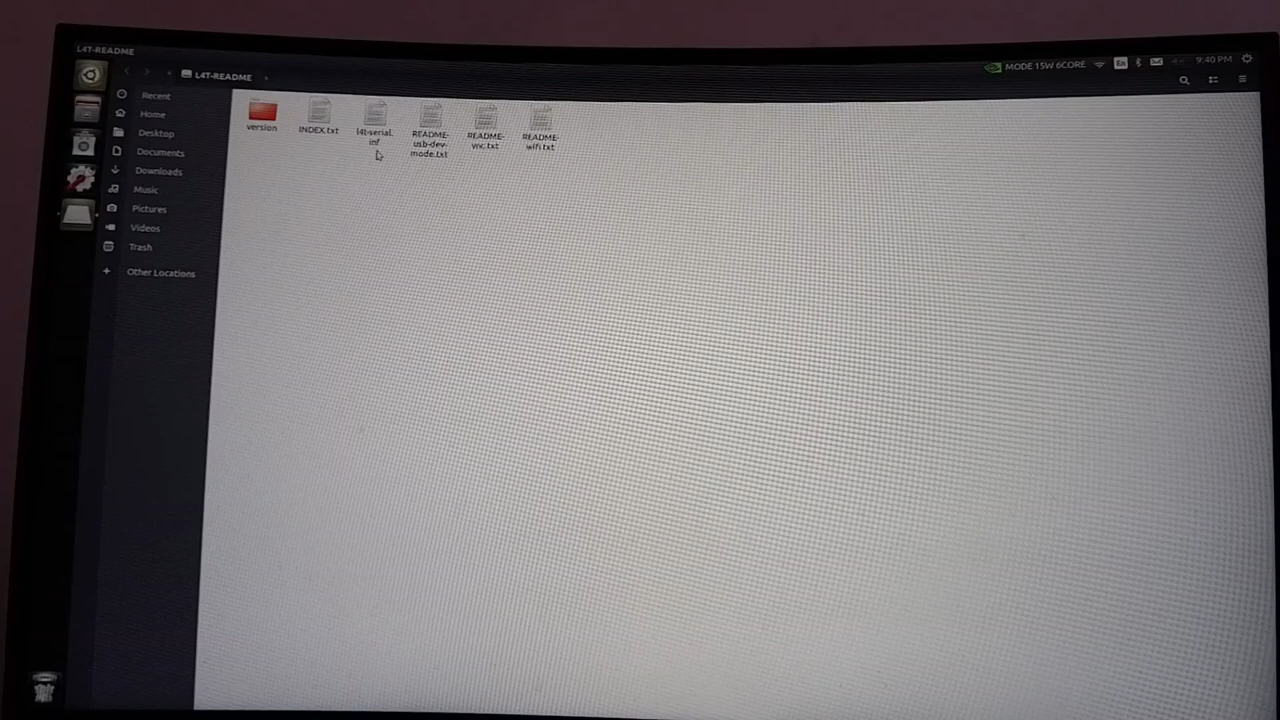 L4T-README
L4T-README
MODE 15W 6CORE
En
9:40 PM
Recent
Home
Desktop
Documents
Downloads
Music
Pictures
Videos
Trash
Other Locations
version
INDEX.txt
l4t-serial.
inf
README-
usb-dev-
mode.txt
README-
vnc.txt
README-
wifi.txt